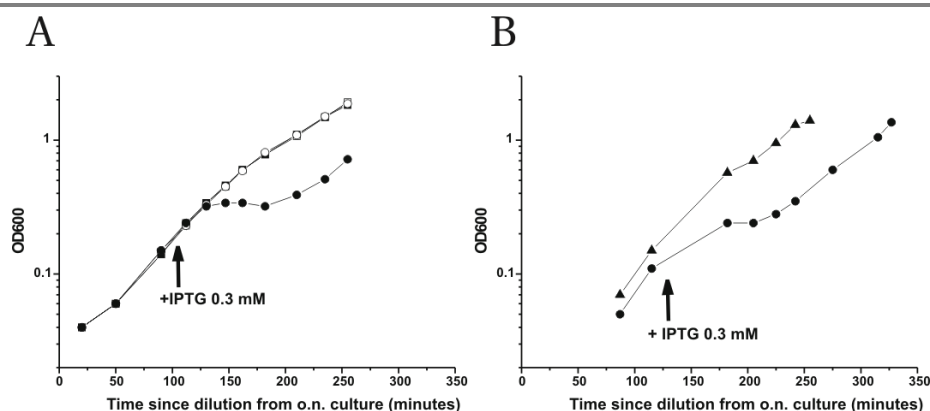 A
B
OD600
1
0.1
+IPTG 0.3 mM
0 50 100 150 200 250 300 350
Time since dilution from o.n. culture (minutes)
OD600
1
0.1
+ IPTG 0.3 mM
0 50 100 150 200 250 300 350
Time since dilution from o.n. culture (minutes)